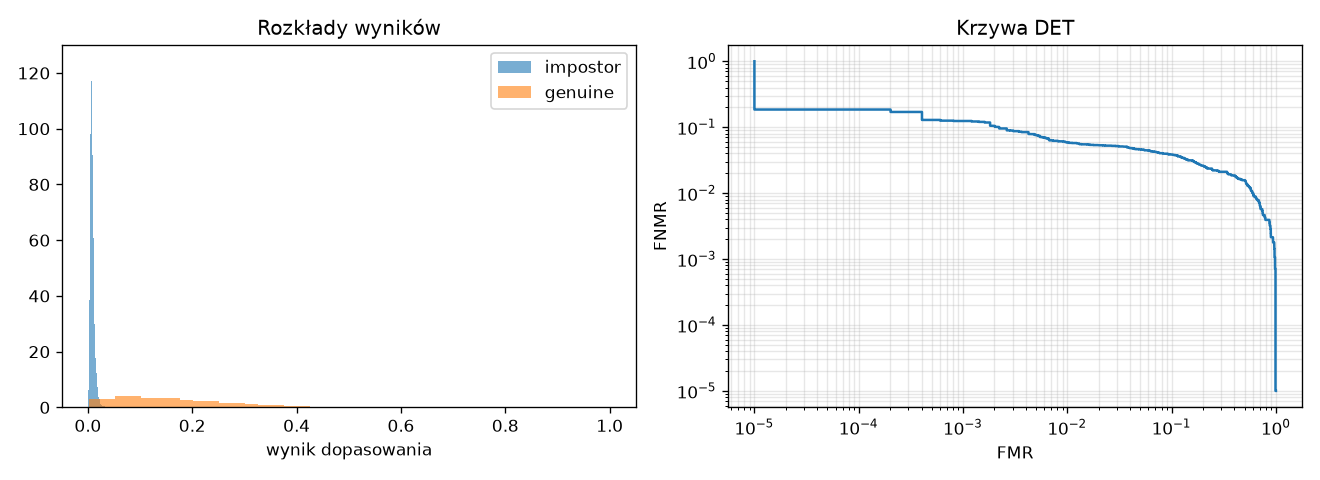 Rozkłady wyników
120
100
80
60
40
20
0
impostor
genuine
0.0 0.2 0.4 0.6 0.8 1.0
wynik dopasowania
Krzywa DET
FNMR
10⁰
10⁻¹
10⁻²
10⁻³
10⁻⁴
10⁻⁵
10⁻⁵ 10⁻⁴ 10⁻³ 10⁻² 10⁻¹ 10⁰
FMR